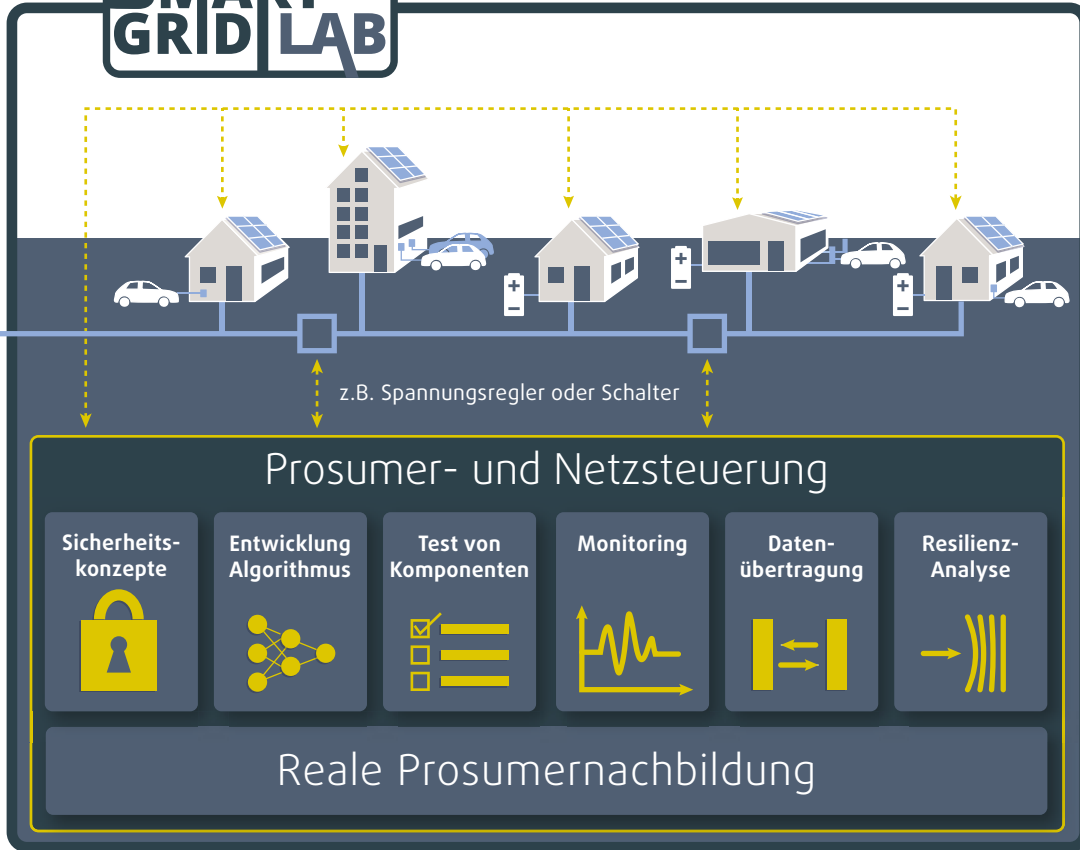 SMART
GRID LAB
z.B. Spannungsregler oder Schalter
Prosumer- und Netzsteuerung
Sicherheits-
konzepte
Entwicklung
Algorithmus
Test von
Komponenten
Monitoring
Daten-
übertragung
Resilienz-
Analyse
Reale Prosumernachbildung